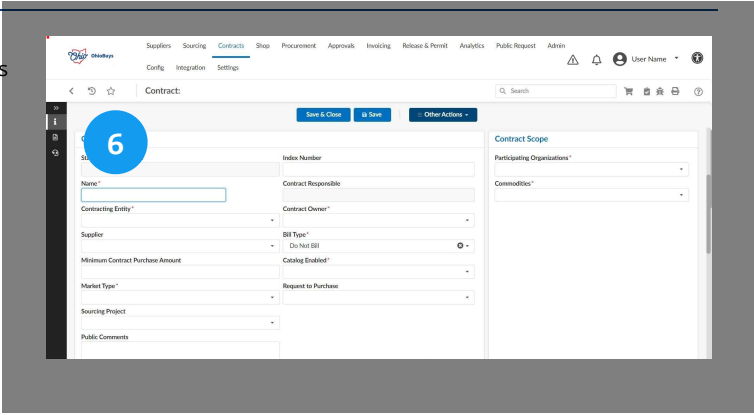 s
Ohio OhioBuys
Suppliers Sourcing Contracts Shop Procurement Approvals Invoicing Release & Permit Analytics Public Request Admin
Config Integration Settings
User Name
Contract:
Search
Save & Close Save Other Actions
6
Contract Scope
Index Number
Participating Organizations*
Name*
Contract Responsible
Commodities*
Contracting Entity*
Contract Owner*
Supplier
Bill Type*
Do Not Bill
Minimum Contract Purchase Amount
Catalog Enabled*
Market Type*
Request to Purchase
Sourcing Project
Public Comments